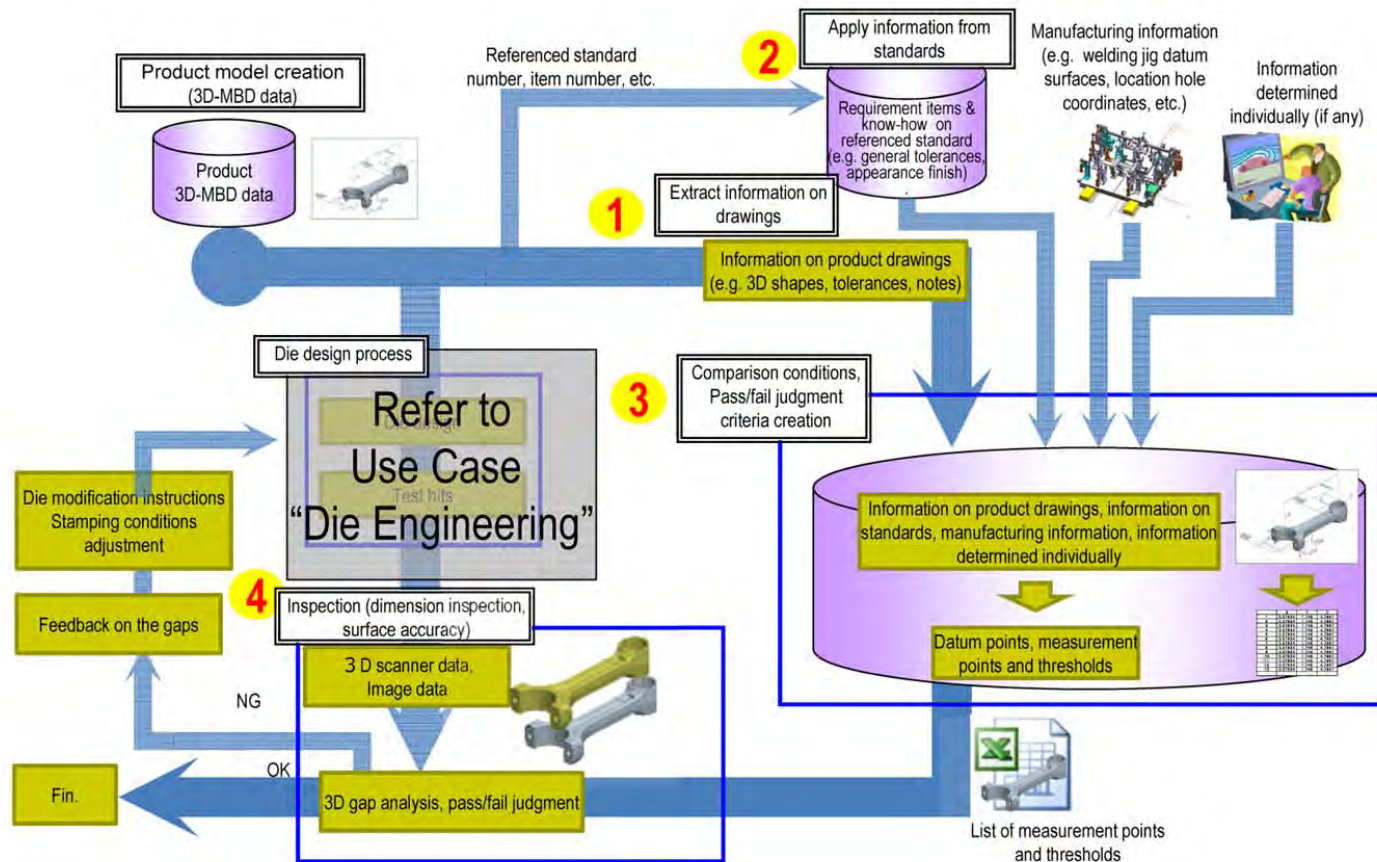 Product model creation
(3D-MBD data)
Product
3D-MBD data
Referenced standard
number, item number, etc.
2
Apply information from
standards
Requirement items &
know-how on
referenced standard
(e.g. general tolerances,
appearance finish)
Manufacturing information
(e.g. welding jig datum
surfaces, location hole
coordinates, etc.)
Information
determined
individually (if any)
1
Extract information on
drawings
Information on product drawings
(e.g. 3D shapes, tolerances, notes)
Die design process
Refer to
Use Case
“Die Engineering”
Test hits
3
Comparison conditions,
Pass/fail judgment
criteria creation
Information on product drawings, information on
standards, manufacturing information, information
determined individually
Datum points, measurement
points and thresholds
Die modification instructions
Stamping conditions
adjustment
Feedback on the gaps
4
Inspection (dimension inspection,
surface accuracy)
3 D scanner data,
Image data
NG
OK
Fin.
3D gap analysis, pass/fail judgment
List of measurement points
and thresholds